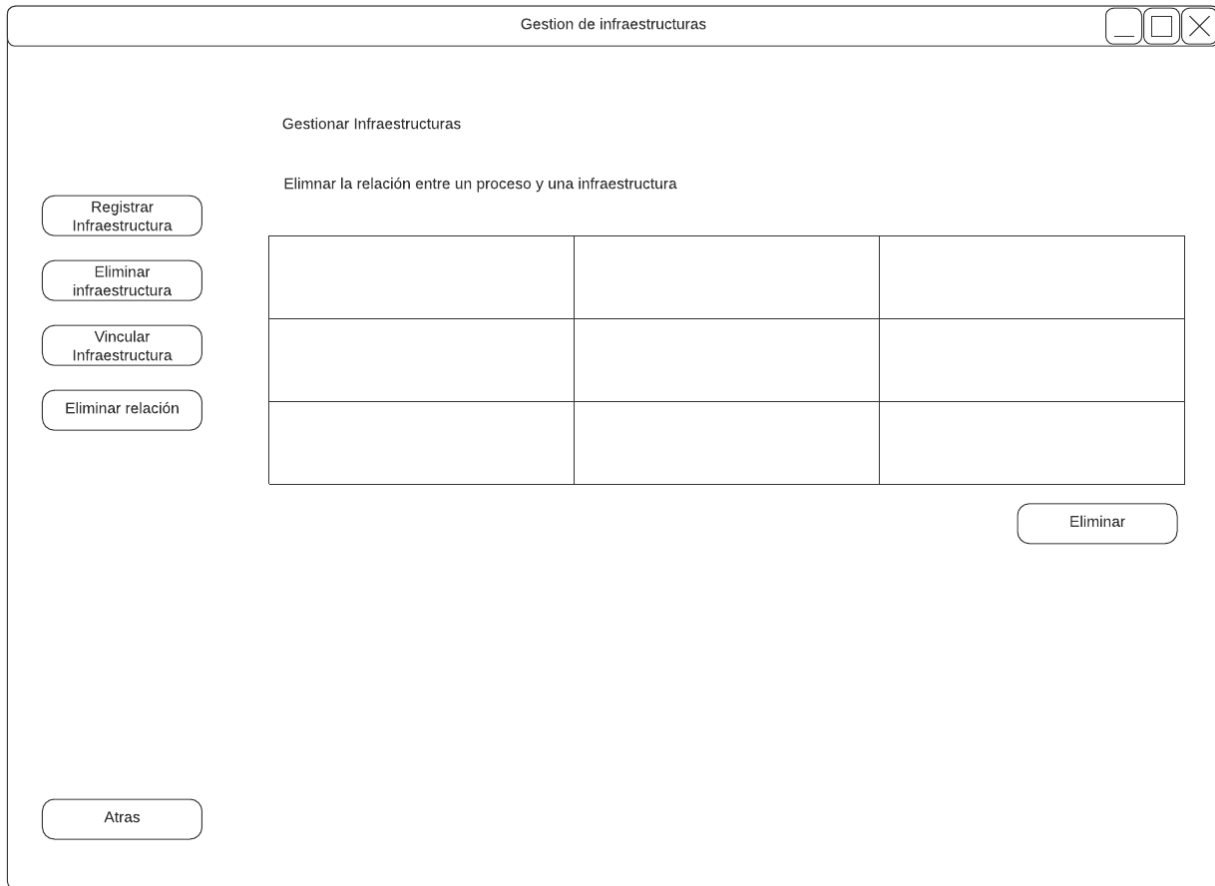 Gestion de infraestructuras
Gestionar Infraestructuras
Elimnar la relación entre un proceso y una infraestructura
Registrar
Infraestructura
Eliminar
infraestructura
Vincular
Infraestructura
Eliminar relación
Eliminar
Atras